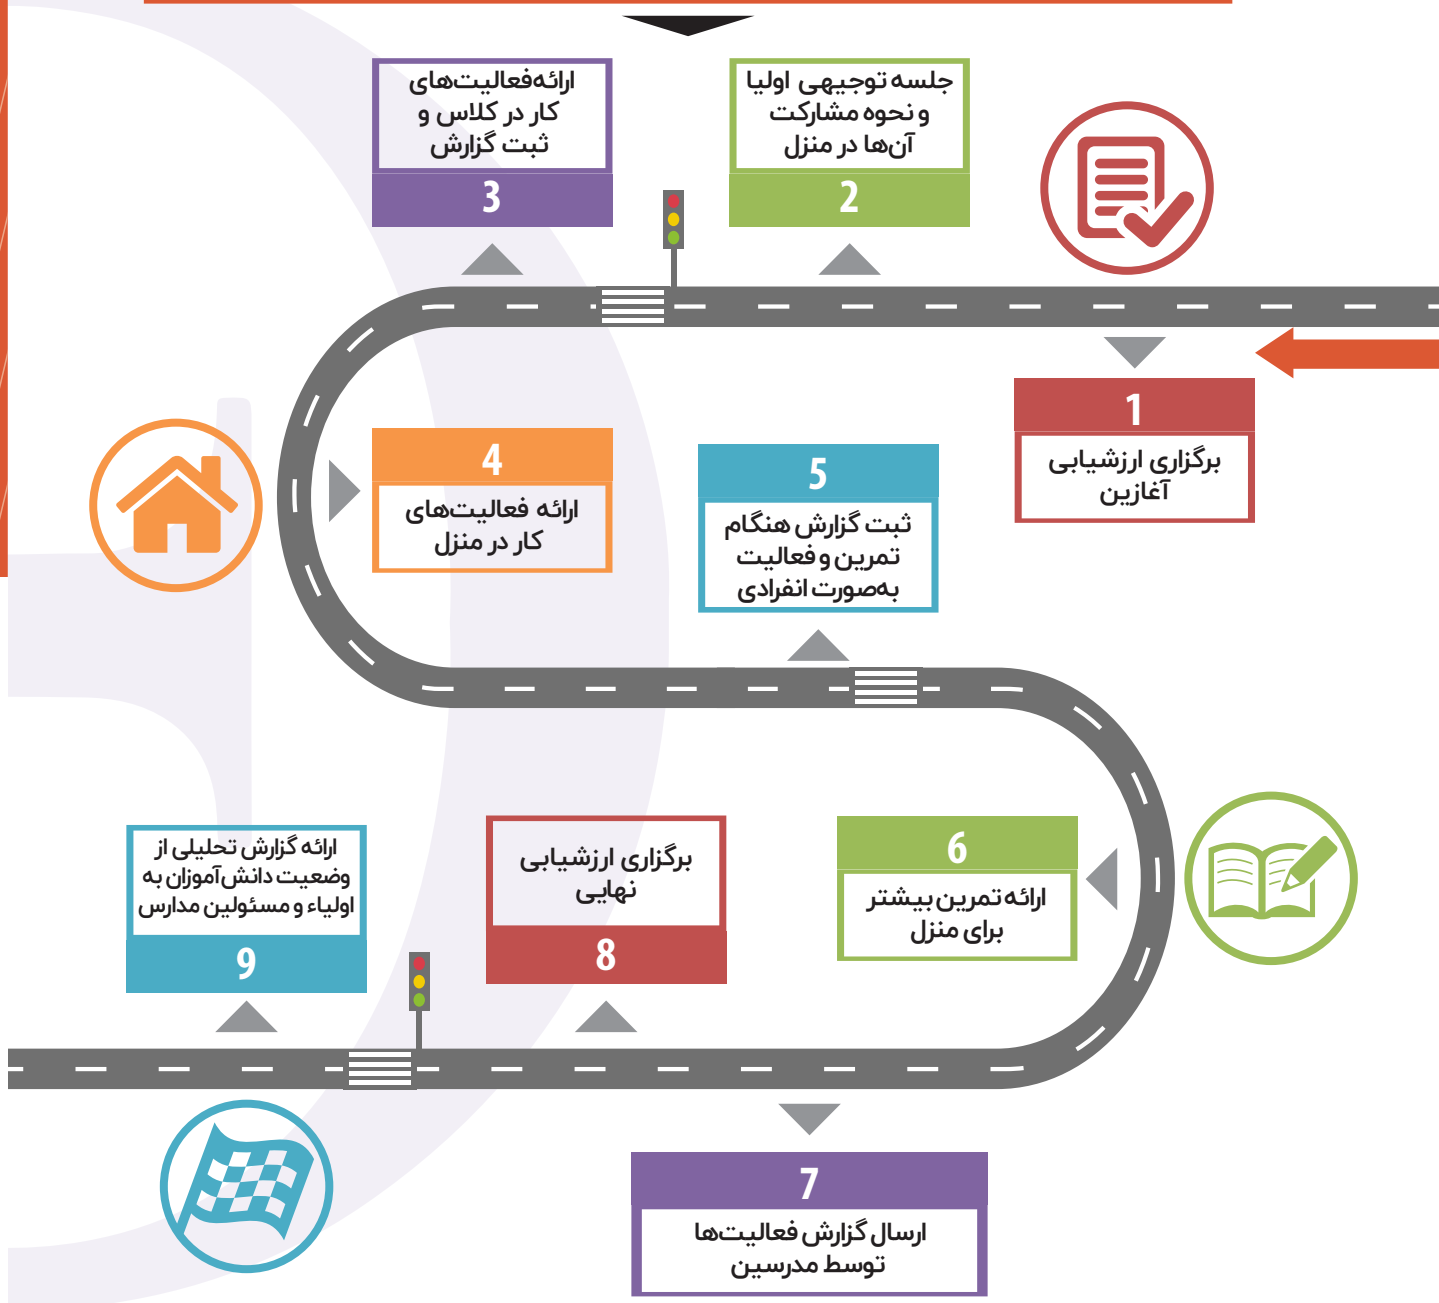 1
برگزاری ارزشیابی
آغازین
جلسه توجیهی اولیا
و نحوه مشارکت
آن‌ها در منزل
2
ارائه‌فعالیت‌های
کار در کلاس و
ثبت گزارش
3
4
ارائه فعالیت‌های
کار در منزل
5
ثبت گزارش هنگام
تمرین و فعالیت
به‌صورت انفرادی
6
ارائه تمرین بیشتر
برای منزل
7
ارسال گزارش فعالیت‌ها
توسط مدرسین
برگزاری ارزشیابی
نهایی
8
ارائه گزارش تحلیلی از
وضعیت دانش‌آموزان به
اولیاء و مسئولین مدارس
9